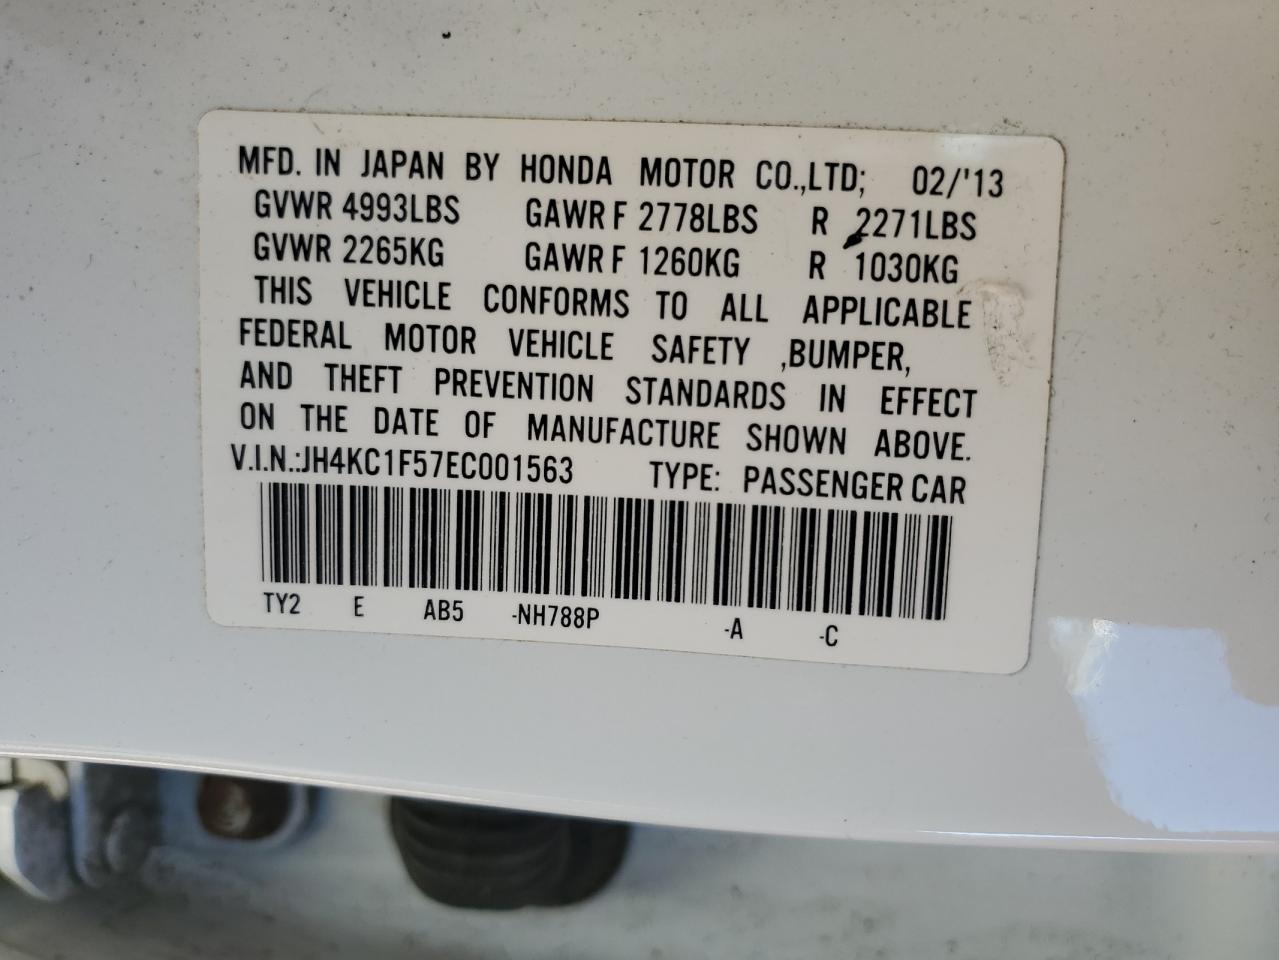 MFD. IN JAPAN BY HONDA MOTOR CO.,LTD; 02/'13
GVWR 4993LBS GAWR F 2778LBS R 2271LBS
GVWR 2265KG GAWR F 1260KG R 1030KG
THIS VEHICLE CONFORMS TO ALL APPLICABLE
FEDERAL MOTOR VEHICLE SAFETY ,BUMPER,
AND THEFT PREVENTION STANDARDS IN EFFECT
ON THE DATE OF MANUFACTURE SHOWN ABOVE.
V.I.N.:JH4KC1F57EC001563 TYPE: PASSENGER CAR
TY2 E AB5 -NH788P -A -C